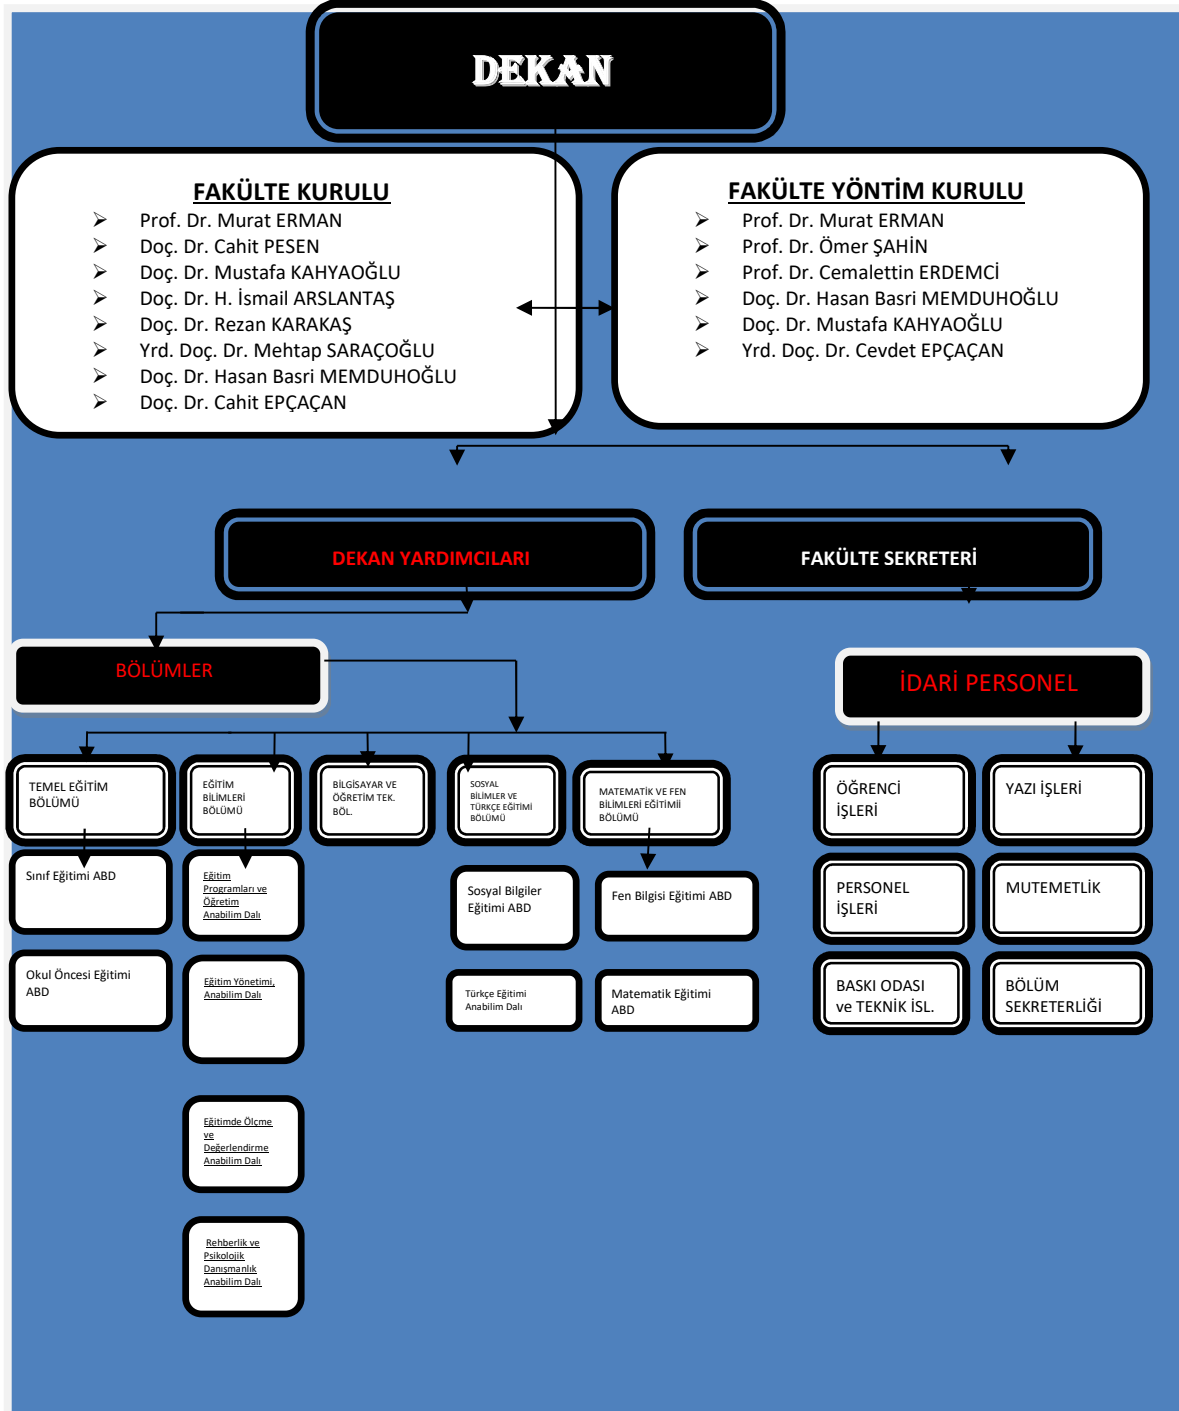 DEKAN
FAKÜLTE KURULU
Prof. Dr. Murat ERMAN
Doç. Dr. Cahit PESEN
Doç. Dr. Mustafa KAHYAOĞLU
Doç. Dr. H. İsmail ARSLANTAŞ
Doç. Dr. Rezan KARAKAŞ
Yrd. Doç. Dr. Mehtap SARAÇOĞLU
Doç. Dr. Hasan Basri MEMDUHOĞLU
Doç. Dr. Cahit EPÇAÇAN
FAKÜLTE YÖNTİM KURULU
Prof. Dr. Murat ERMAN
Prof. Dr. Ömer ŞAHİN
Prof. Dr. Cemalettin ERDEMCİ
Doç. Dr. Hasan Basri MEMDUHOĞLU
Doç. Dr. Mustafa KAHYAOĞLU
Yrd. Doç. Dr. Cevdet EPÇAÇAN
DEKAN YARDIMCILARI
FAKÜLTE SEKRETERİ
BÖLÜMLER
İDARİ PERSONEL
TEMEL EĞİTİM
BÖLÜMÜ
EĞİTİM
BİLİMLERİ
BÖLÜMÜ
BİLGİSAYAR VE
ÖĞRETİM TEK.
BÖL.
SOSYAL
BİLİMLER VE
TÜRKÇE EĞİTİMİ
BÖLÜMÜ
MATEMATİK VE FEN
BİLİMLERİ EĞİTİMİİ
BÖLÜMÜ
ÖĞRENCİ
İŞLERİ
YAZI İŞLERİ
Sınıf Eğitimi ABD
Eğitim
Programları ve
Öğretim
Anabilim Dalı
Sosyal Bilgiler
Eğitimi ABD
Fen Bilgisi Eğitimi ABD
PERSONEL
İŞLERİ
MUTEMETLİK
Okul Öncesi Eğitimi
ABD
Eğitim Yönetimi,
Anabilim Dalı
Türkçe Eğitimi
Anabilim Dalı
Matematik Eğitimi
ABD
BASKI ODASI
ve TEKNİK İSL.
BÖLÜM
SEKRETERLİĞİ
Eğitimde Ölçme
ve
Değerlendirme
Anabilim Dalı
Rehberlik ve
Psikolojik
Danışmanlık
Anabilim Dalı